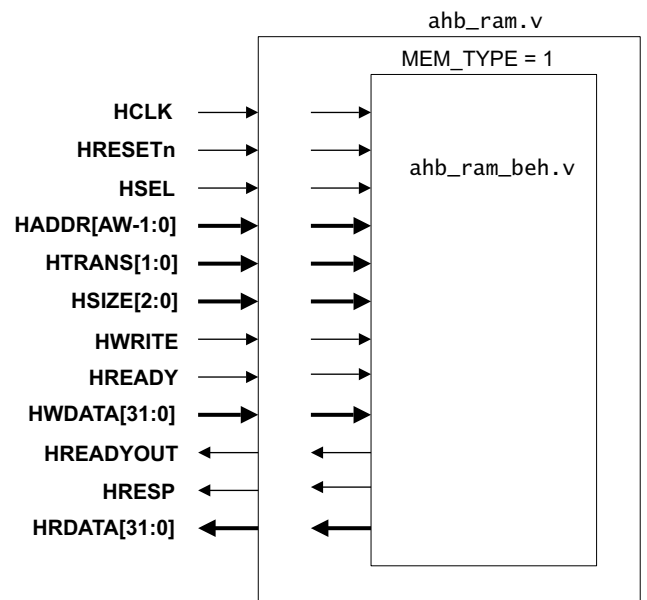 ahb_ram.v
MEM_TYPE = 1
HCLK
HRESETn
ahb_ram_beh.v
HSEL
HADDR[AW-1:0]
HTRANS[1:0]
HSIZE[2:0]
HWRITE
HREADY
HWDATA[31:0]
HREADYOUT
HRESP
HRDATA[31:0]